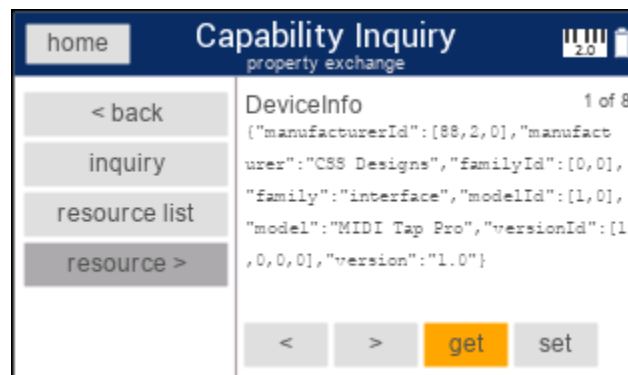 home
Capability Inquiry
property exchange
2.0
< back
inquiry
resource list
resource >
DeviceInfo
1 of 8
{"manufacturerId":[88,2,0],"manufact
urer":"CSS Designs","familyId":[0,0],
"family":"interface","modelId":[1,0],
"model":"MIDI Tap Pro","versionId":[1
,0,0,0],"version":"1.0"}
<
>
get
set